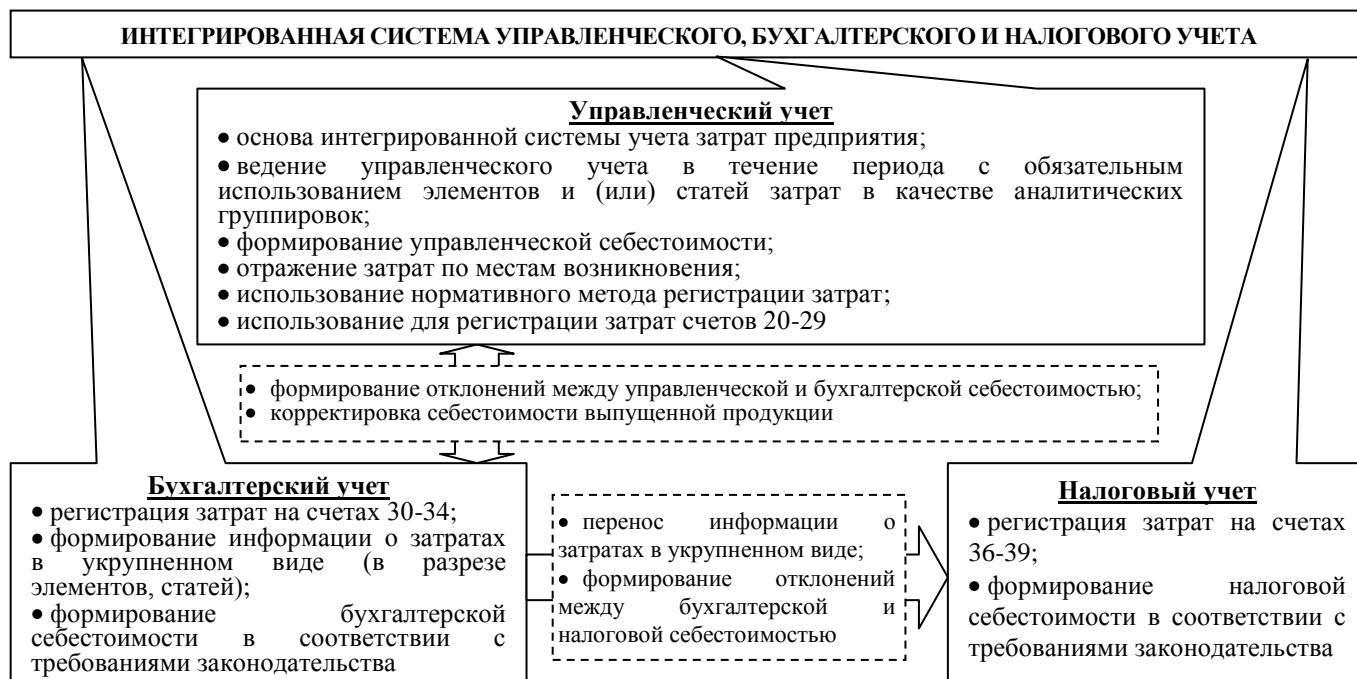 ИНТЕГРИРОВАННАЯ СИСТЕМА УПРАВЛЕНЧЕСКОГО, БУХГАЛТЕРСКОГО И НАЛОГОВОГО УЧЕТА
Управленческий учет
• основа интегрированной системы учета затрат предприятия;
• ведение управленческого учета в течение периода с обязательным
использованием элементов и (или) статей затрат в качестве аналитических
группировок;
• формирование управленческой себестоимости;
• отражение затрат по местам возникновения;
• использование нормативного метода регистрации затрат;
• использование для регистрации затрат счетов 20-29
• формирование отклонений между управленческой и бухгалтерской себестоимостью;
• корректировка себестоимости выпущенной продукции
Бухгалтерский учет
• регистрация затрат на счетах 30-34;
• формирование информации о затратах
в укрупненном виде (в разрезе
элементов, статей);
• формирование бухгалтерской
себестоимости в соответствии с
требованиями законодательства
• перенос информации о
затратах в укрупненном виде;
• формирование отклонений
между бухгалтерской и
налоговой себестоимостью
Налоговый учет
• регистрация затрат на счетах
36-39;
• формирование налоговой
себестоимости в соответствии с
требованиями законодательства